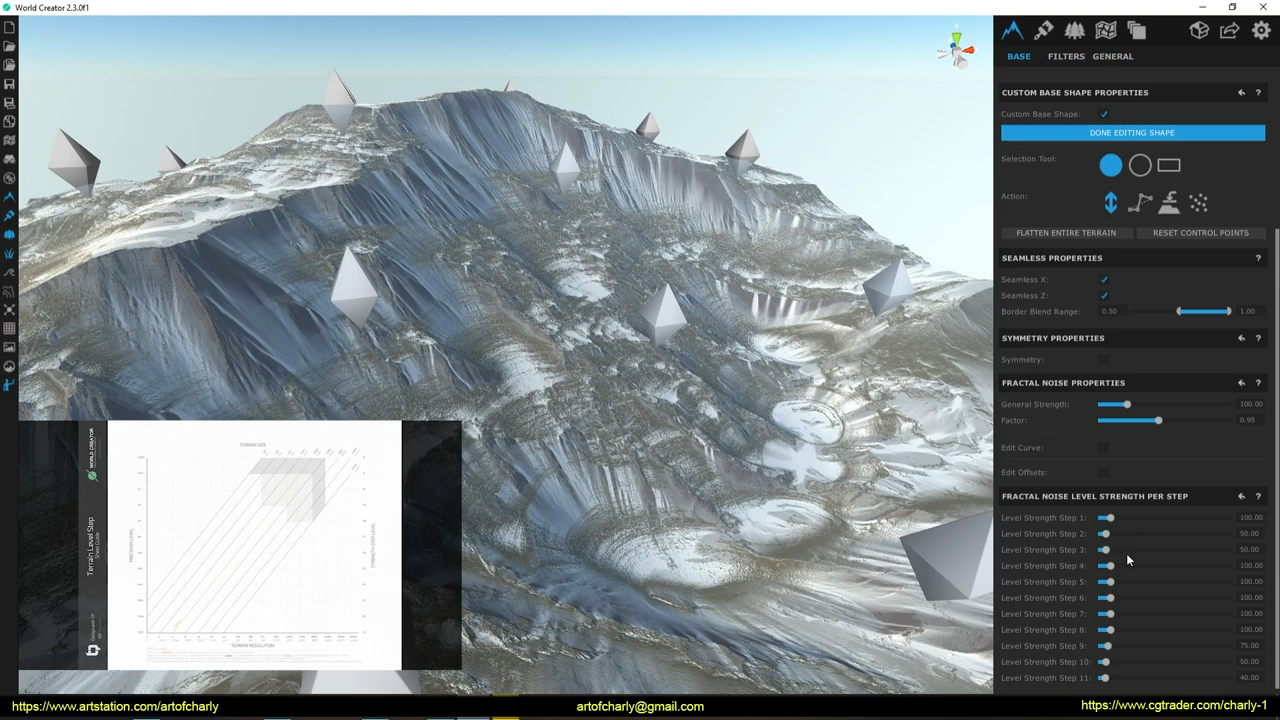 World Creator 2.3.0f1
BASE FILTERS GENERAL
CUSTOM BASE SHAPE PROPERTIES ?
Custom Base Shape:
DONE EDITING SHAPE
Selection Tool:
Action:
FLATTEN ENTIRE TERRAIN RESET CONTROL POINTS
SEAMLESS PROPERTIES ?
Seamless X:
Seamless Z:
Border Blend Range: 0.50 1.00
SYMMETRY PROPERTIES ?
Symmetry:
FRACTAL NOISE PROPERTIES ?
General Strength: 100.00
Factor: 0.95
Edit Curve:
Edit Offsets:
FRACTAL NOISE LEVEL STRENGTH PER STEP ?
Level Strength Step 1: 100.00
Level Strength Step 2: 50.00
Level Strength Step 3: 50.00
Level Strength Step 4: 100.00
Level Strength Step 5: 100.00
Level Strength Step 6: 100.00
Level Strength Step 7: 100.00
Level Strength Step 8: 100.00
Level Strength Step 9: 75.00
Level Strength Step 10: 50.00
Level Strength Step 11: 40.00
WORLD CREATOR
Terrain Level Step
TERRAIN SIZE
PRECISION LEVEL
STRENGTH STEP LEVEL
TERRAIN RESOLUTION
https://www.artstation.com/artofcharly
artofcharly@gmail.com
https://www.cgtrader.com/charly-1